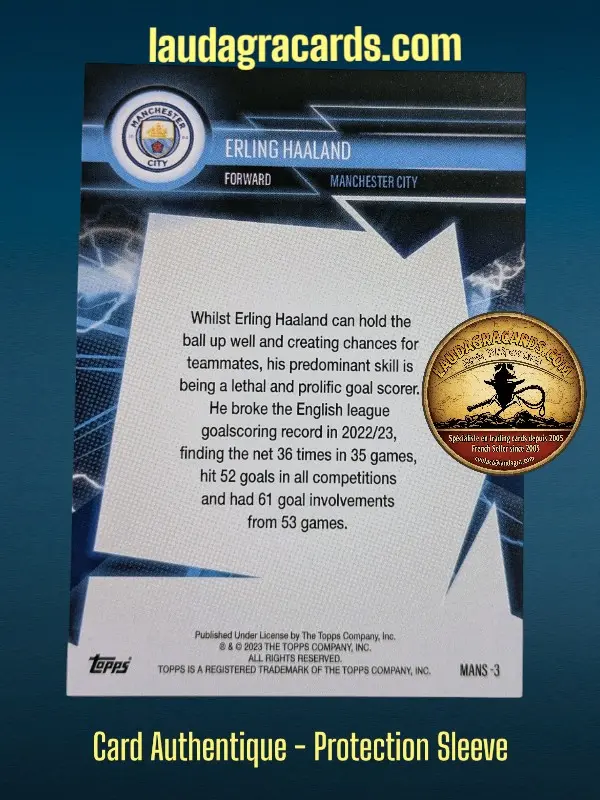 laudagracards.com
MANCHESTER
CITY
ERLING HAALAND
FORWARD MANCHESTER CITY
Whilst Erling Haaland can hold the
ball up well and creating chances for
teammates, his predominant skill is
being a lethal and prolific goal scorer.
He broke the English league
goalscoring record in 2022/23,
finding the net 36 times in 35 games,
hit 52 goals in all competitions
and had 61 goal involvements
from 53 games.
LAUDAGRACARDS.COM
Spécialiste en trading cards depuis 2005
French Seller since 2005
Published Under License by The Topps Company, Inc.
® & © 2023 THE TOPPS COMPANY, INC.
ALL RIGHTS RESERVED.
TOPPS IS A REGISTERED TRADEMARK OF THE TOPPS COMPANY, INC.
Topps
MANS -3
Card Authentique - Protection Sleeve